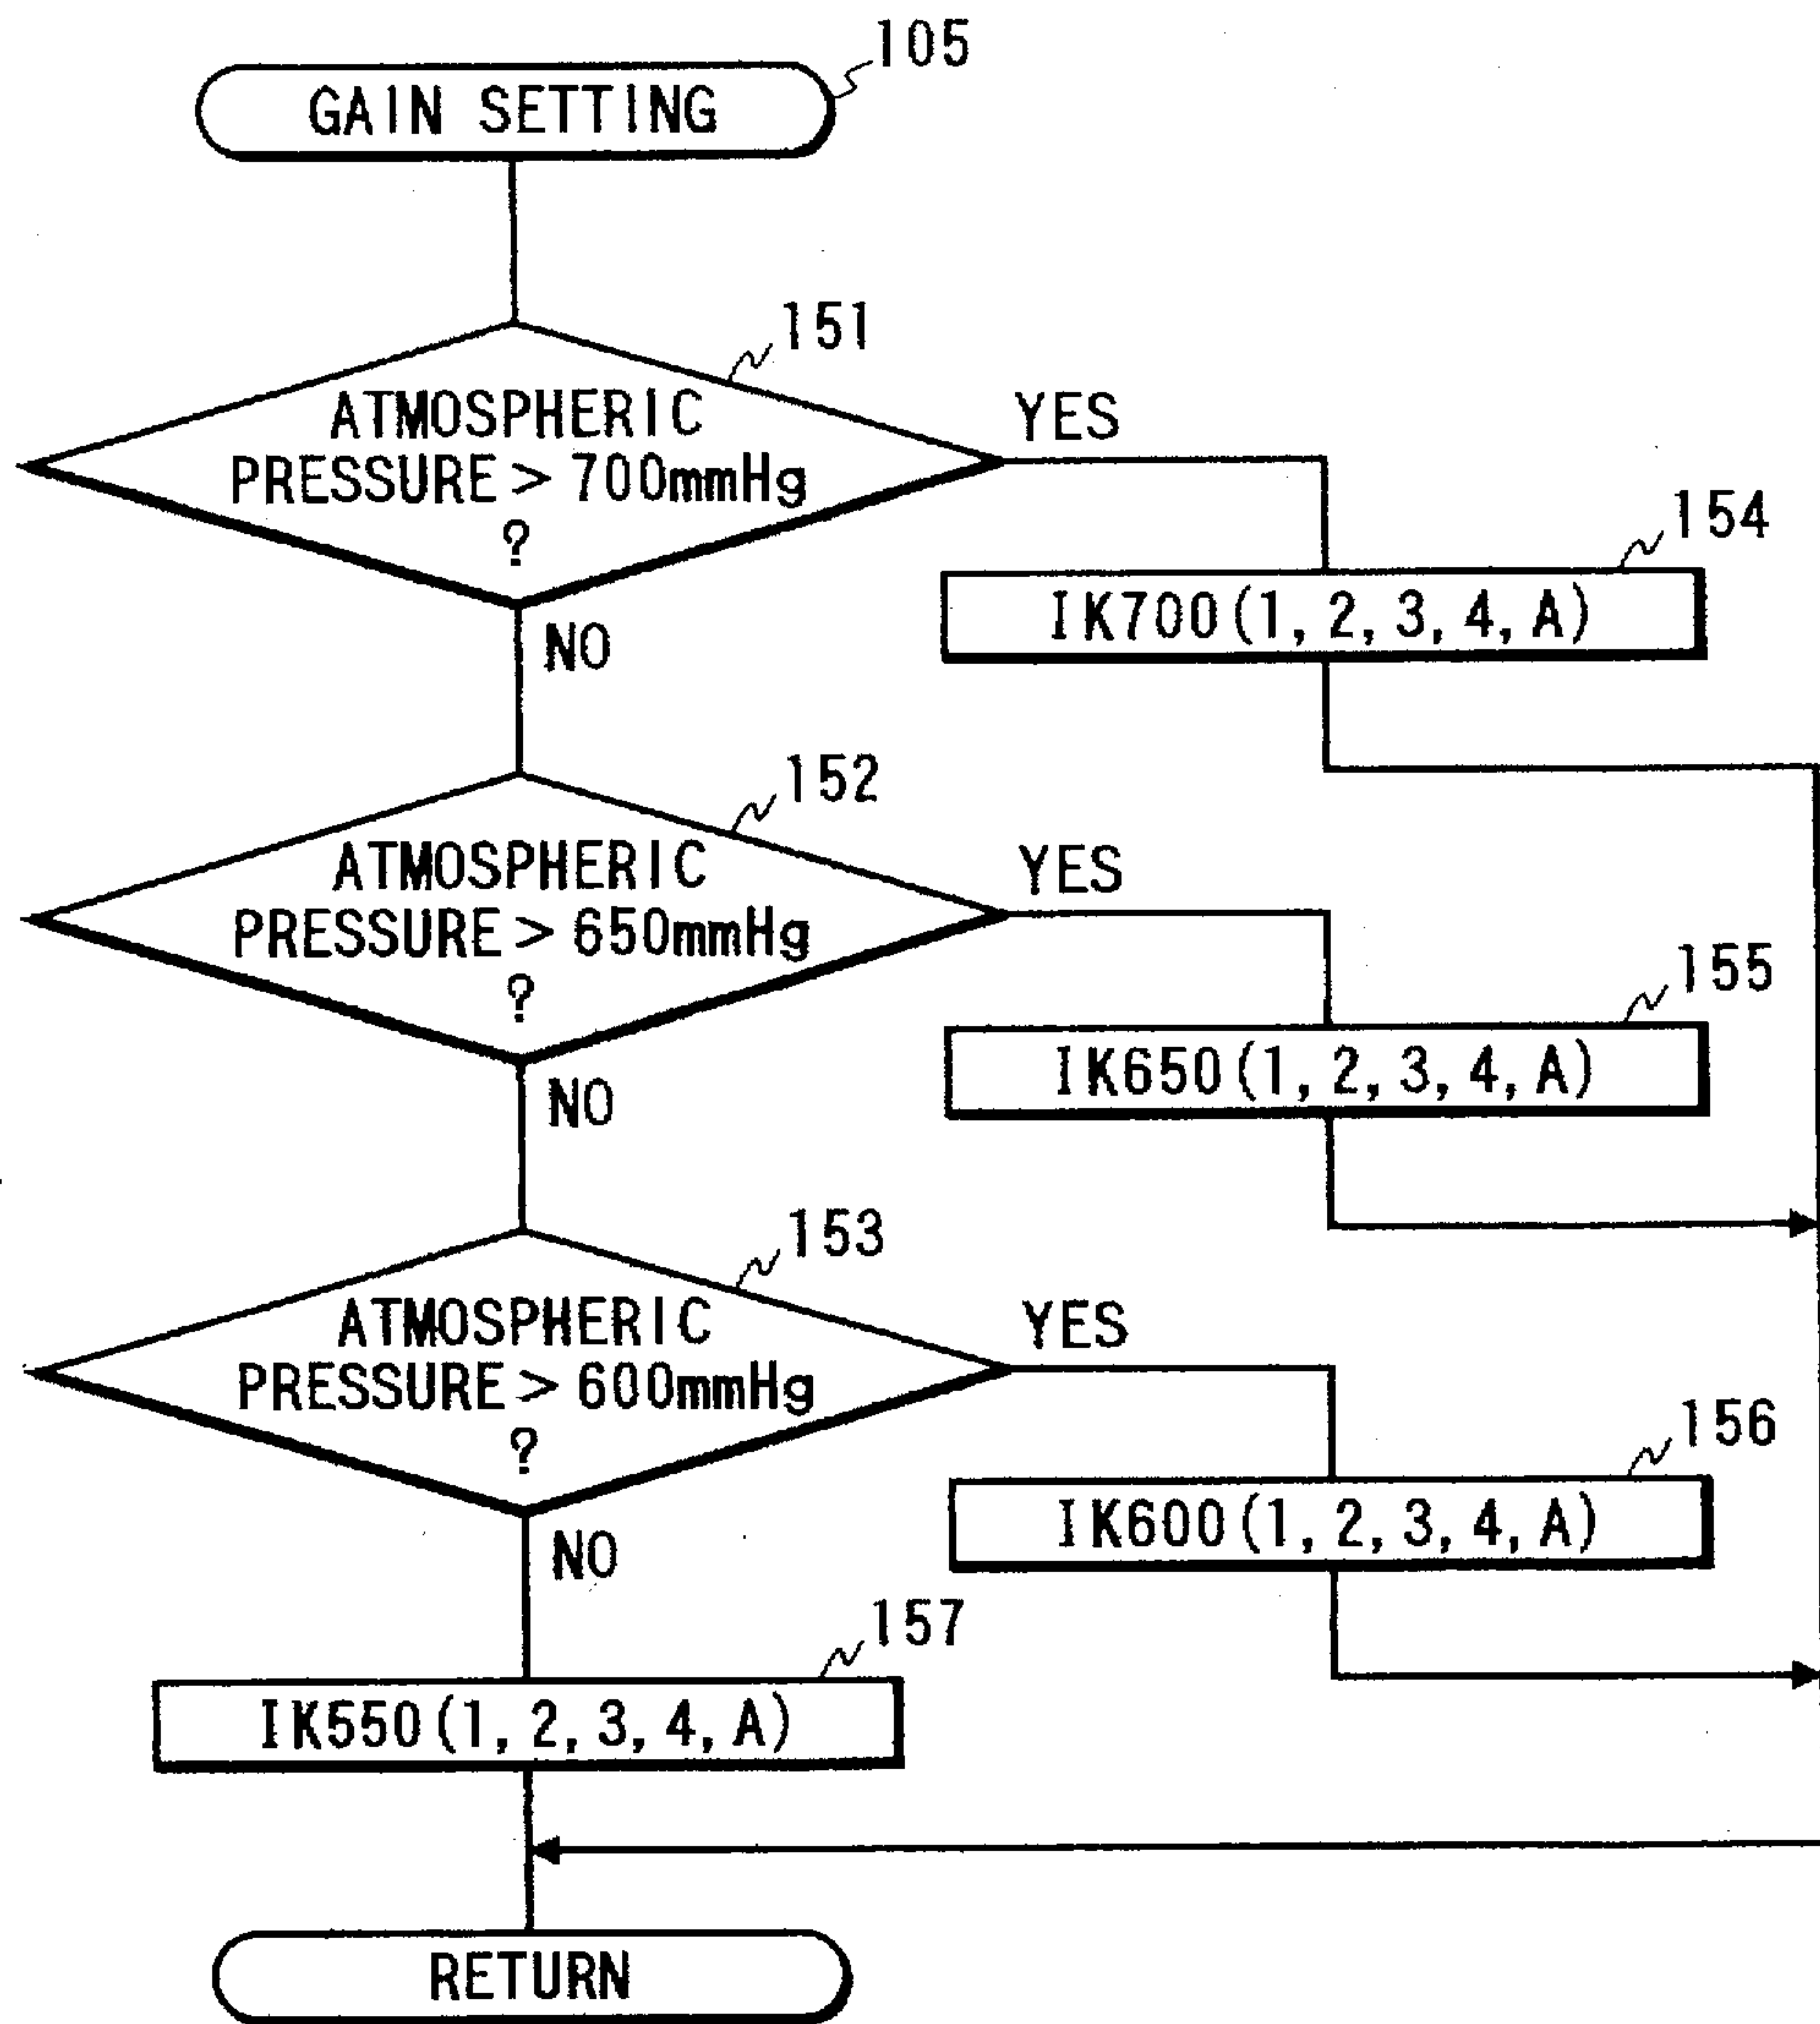 105
GAIN SETTING
151
ATMOSPHERIC
PRESSURE > 700mmHg
?
YES
NO
154
IK700(1, 2, 3, 4, A)
152
ATMOSPHERIC
PRESSURE > 650mmHg
?
YES
NO
155
IK650(1, 2, 3, 4, A)
153
ATMOSPHERIC
PRESSURE > 600mmHg
?
YES
NO
156
IK600(1, 2, 3, 4, A)
157
IK550(1, 2, 3, 4, A)
RETURN